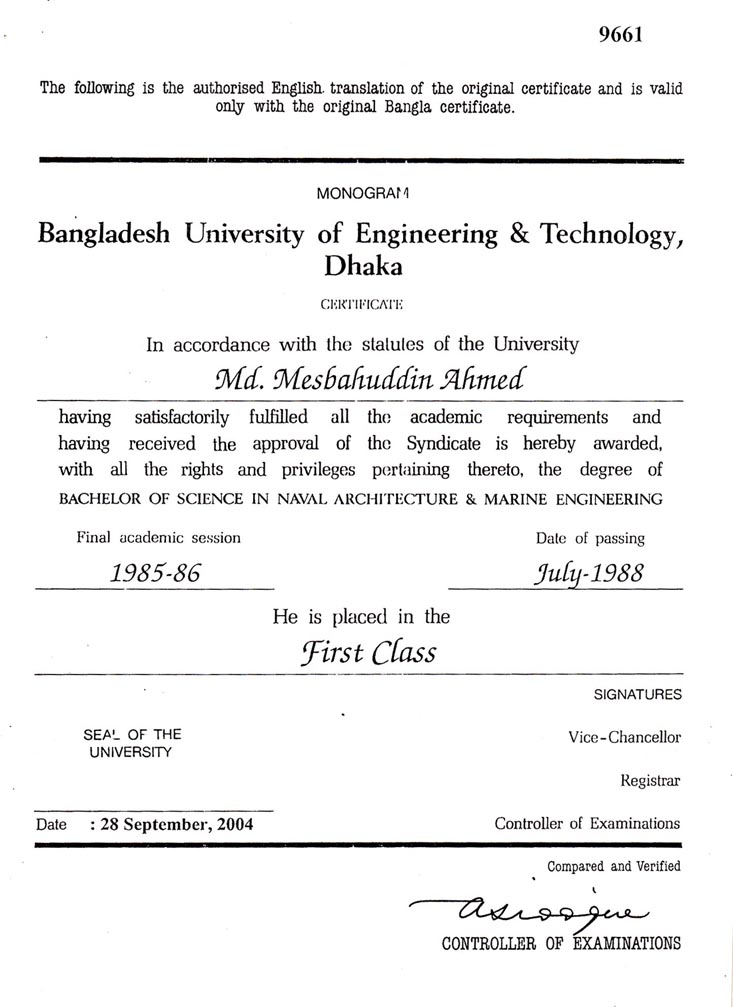 9661
The following is the authorised English translation of the original certificate and is valid
only with the original Bangla certificate.
MONOGRAM
Bangladesh University of Engineering & Technology,
Dhaka
CERTIFICATE
In accordance with the statutes of the University
Md. Mesbahuddin Ahmed
having satisfactorily fulfilled all the academic requirements and
having received the approval of the Syndicate is hereby awarded,
with all the rights and privileges pertaining thereto, the degree of
BACHELOR OF SCIENCE IN NAVAL ARCHITECTURE & MARINE ENGINEERING
Final academic session
Date of passing
1985-86
July-1988
He is placed in the
First Class
SIGNATURES
SEAL OF THE
UNIVERSITY
Vice-Chancellor
Registrar
Date : 28 September, 2004
Controller of Examinations
Compared and Verified
CONTROLLER OF EXAMINATIONS